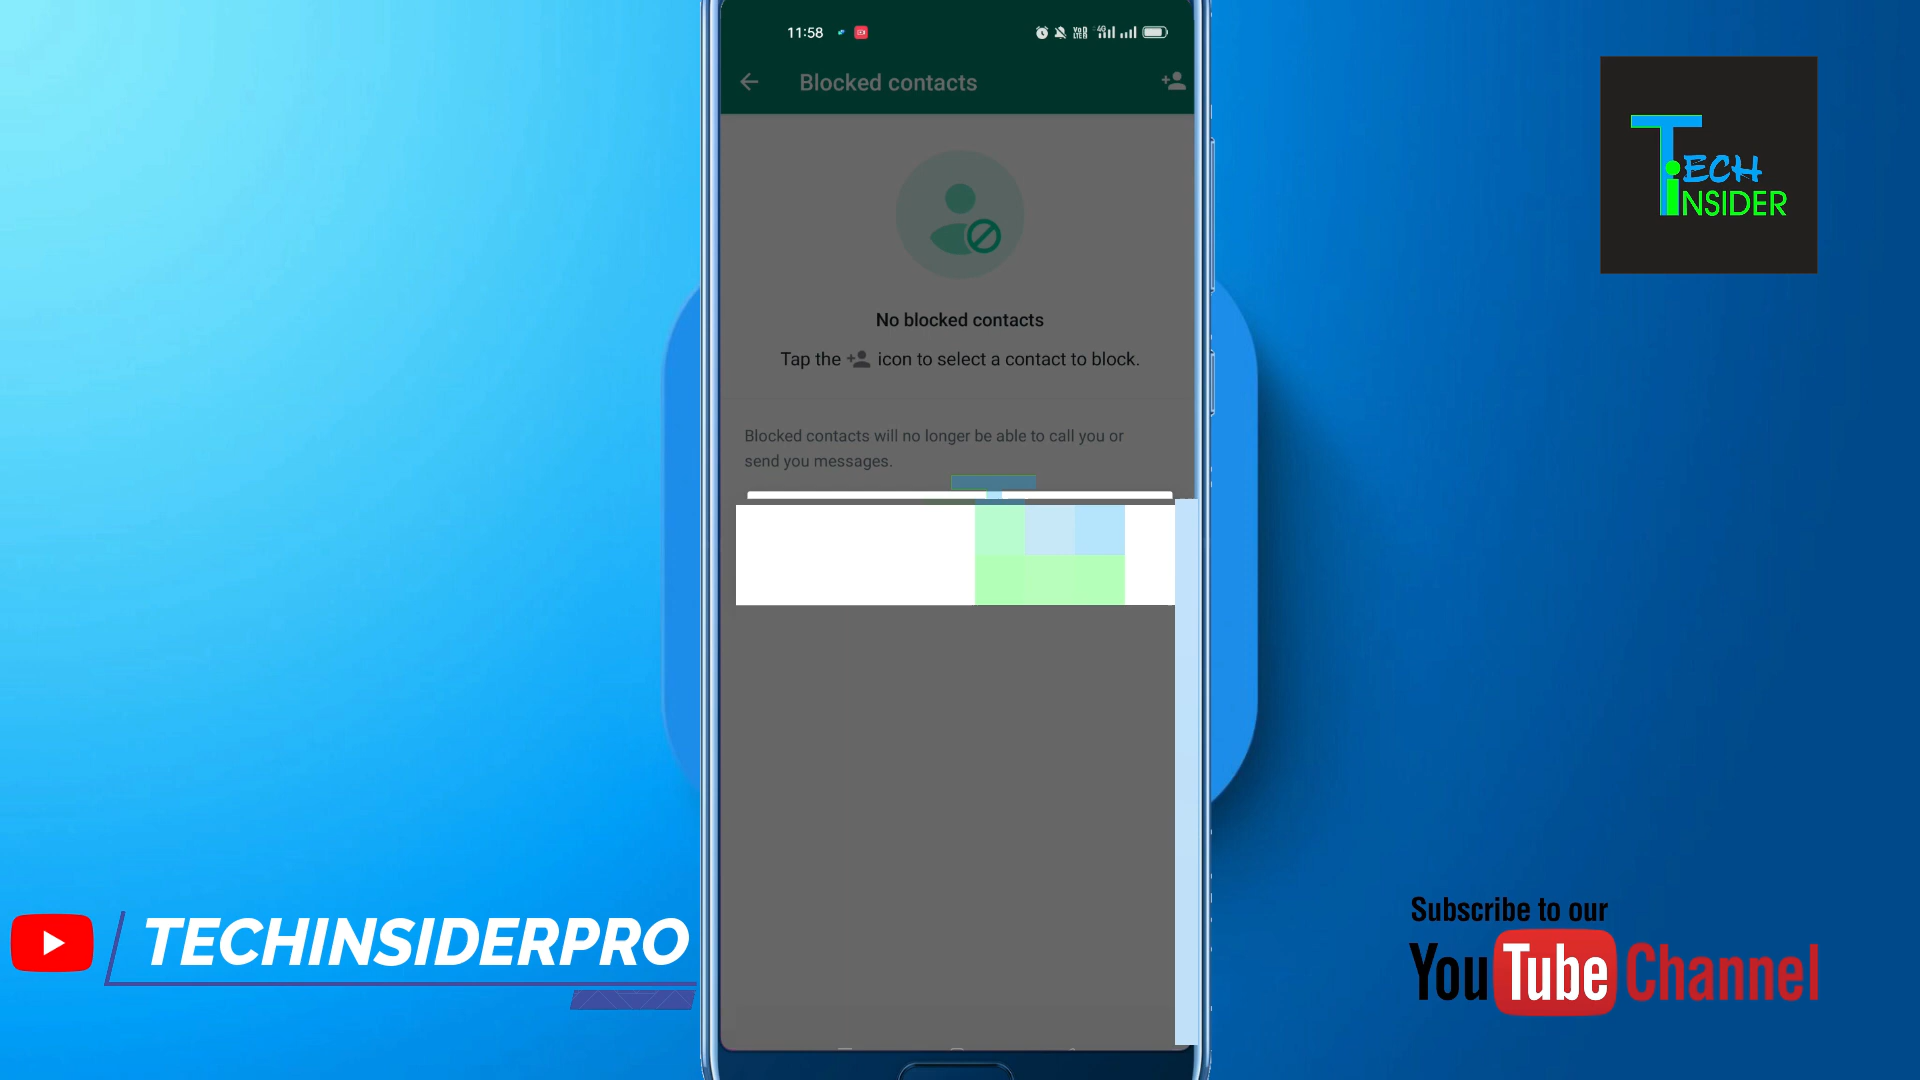 11:58
Blocked contacts
TECH
INSIDER
No blocked contacts
Tap the icon to select a contact to block.
Blocked contacts will no longer be able to call you or
send you messages.
TECHINSIDERPRO
Subscribe to our
YouTube Channel